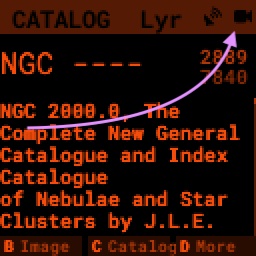 CATALOG Lyr
NGC ----
2889
7840
NGC 2000.0, The
Complete New General
Catalogue and Index
Catalogue
of Nebulae and Star
Clusters by J.L.E.
B Image C Catalog D More